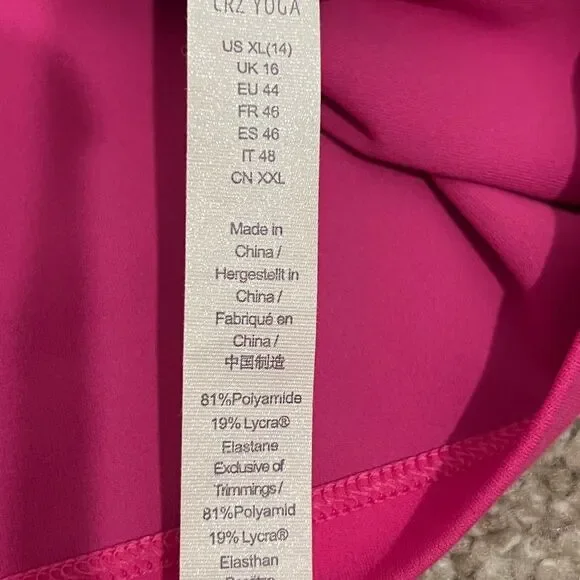 CRZ YOGA
US XL(14)
UK 16
EU 44
FR 46
ES 46
IT 48
CN XXL
Made in
China /
Hergestellt in
China /
Fabriqué en
China /
中国制造
81%Polyamide
19% Lycra®
Elastane
Exclusive of
Trimmings /
81%Polyamid
19% Lycra®
Elasthan